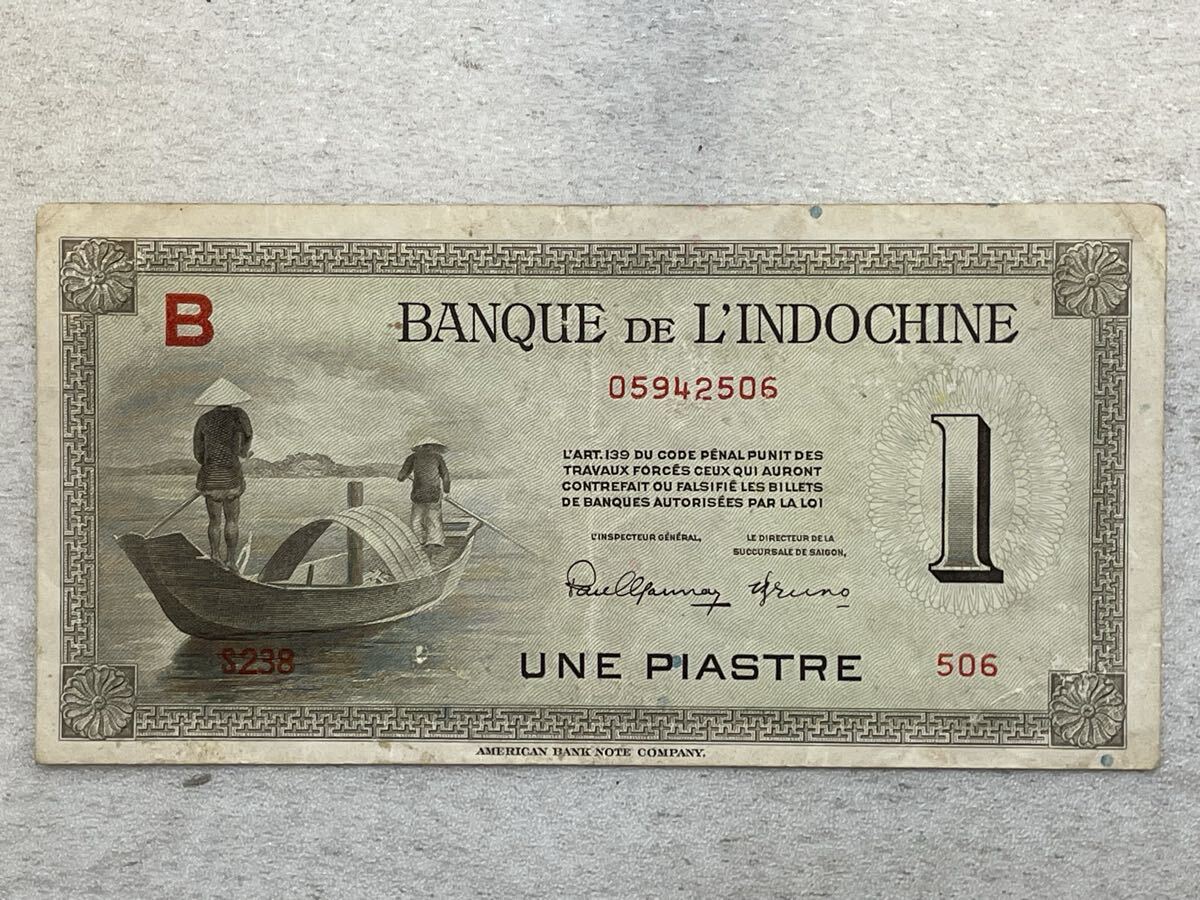 B
BANQUE DE L'INDOCHINE
05942506
L'ART.139 DU CODE PÉNAL PUNIT DES
TRAVAUX FORCÉS CEUX QUI AURONT
CONTREFAIT OU FALSIFIÉ LES BILLETS
DE BANQUES AUTORISÉES PAR LA LOI
1
L'INSPECTEUR GÉNÉRAL,
LE DIRECTEUR DE LA
SUCCURSALE DE SAIGON,
S.238
UNE PIASTRE
506
AMERICAN BANK NOTE COMPANY.